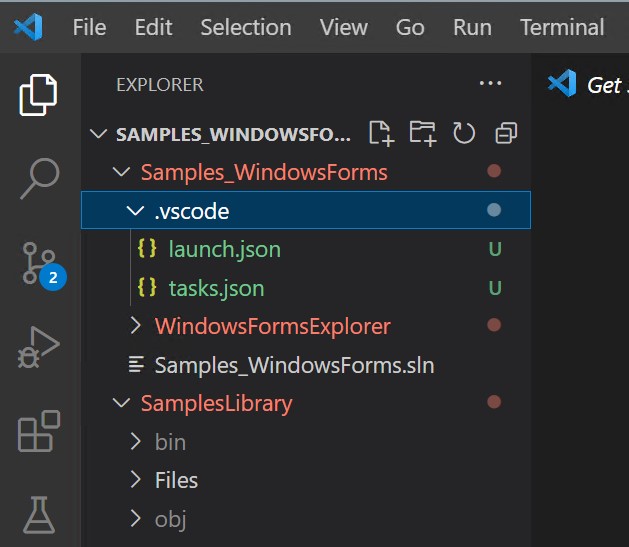 File Edit Selection View Go Run Terminal
EXPLORER ...
Get
SAMPLES_WINDOWSFO...
Samples_WindowsForms
.vscode
{} launch.json U
{} tasks.json U
2
WindowsFormsExplorer
Samples_WindowsForms.sln
SamplesLibrary
bin
Files
obj